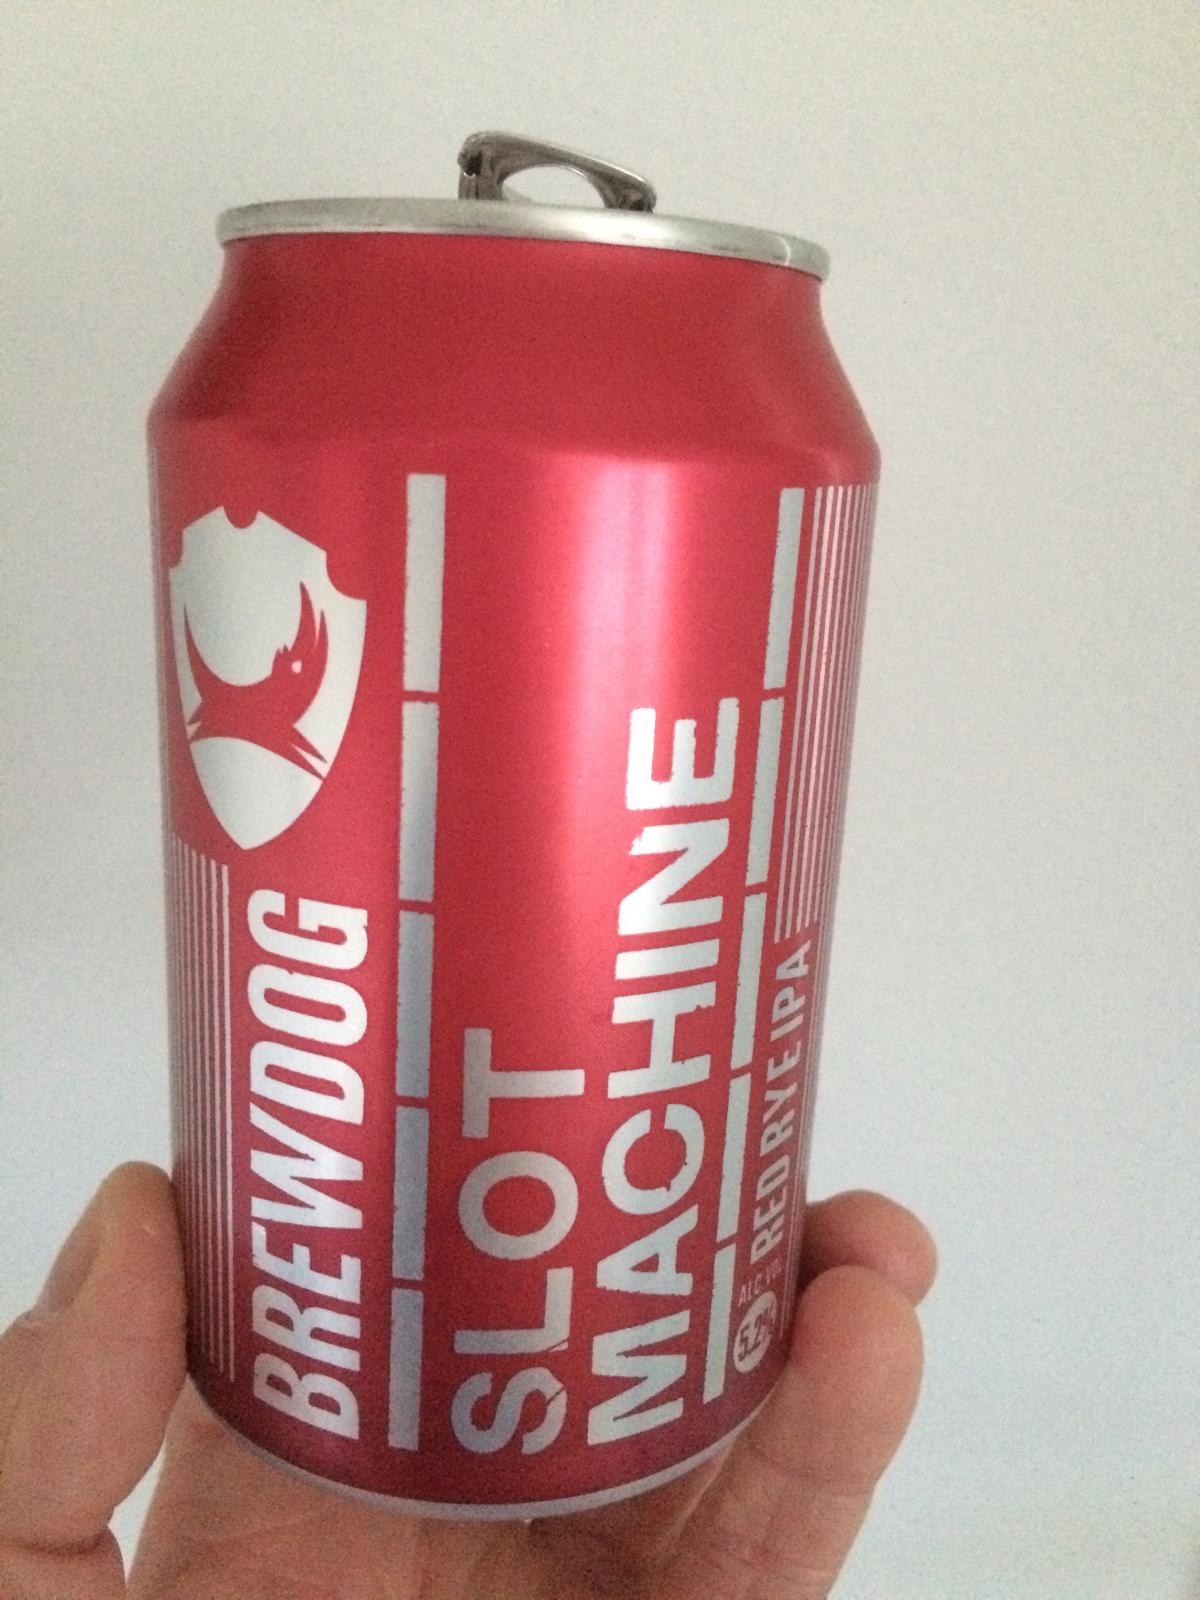 BREWDOG
SLOT
MACHINE
RED RYE IPA
ALC. VOL
5.2%